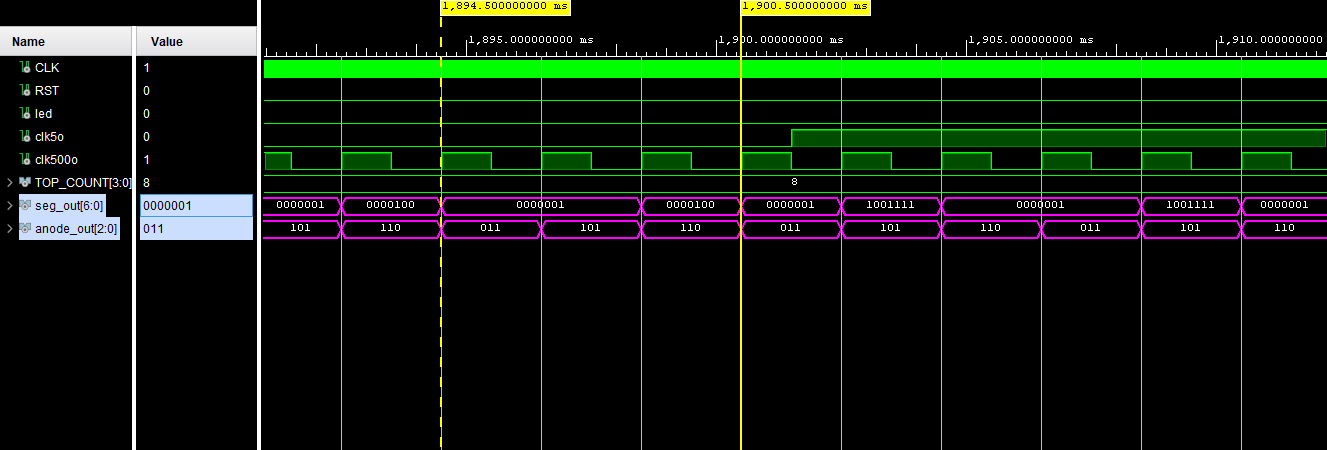 1,894.500000000 ms 1,900.500000000 ms
Name Value 1,895.000000000 ms 1,900.000000000 ms 1,905.000000000 ms 1,910.000000000
CLK 1
RST 0
led 0
clk5o 0
clk500o 1
TOP_COUNT[3:0] 8 8
seg_out[6:0] 0000001 0000001 0000100 0000001 0000100 0000001 1001111 0000001 1001111 0000001
anode_out[2:0] 011 101 110 011 101 110 011 101 110 011 101 110